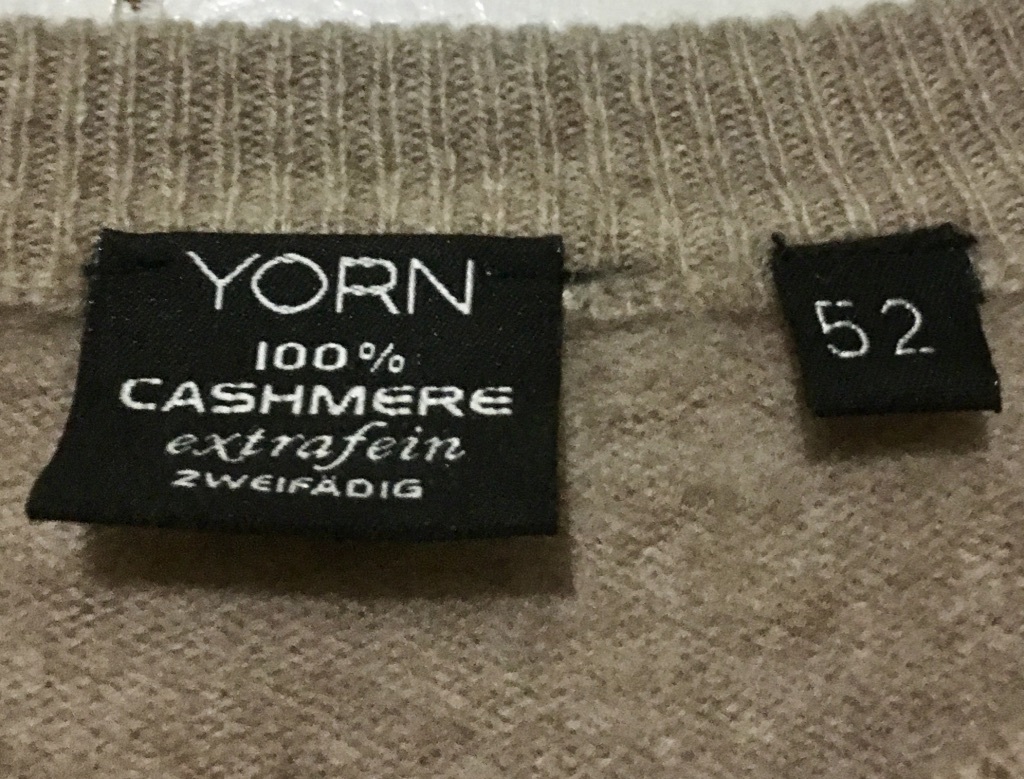 YORN
100%
CASHMERE
extrafein
ZWEIFÄDIG
52